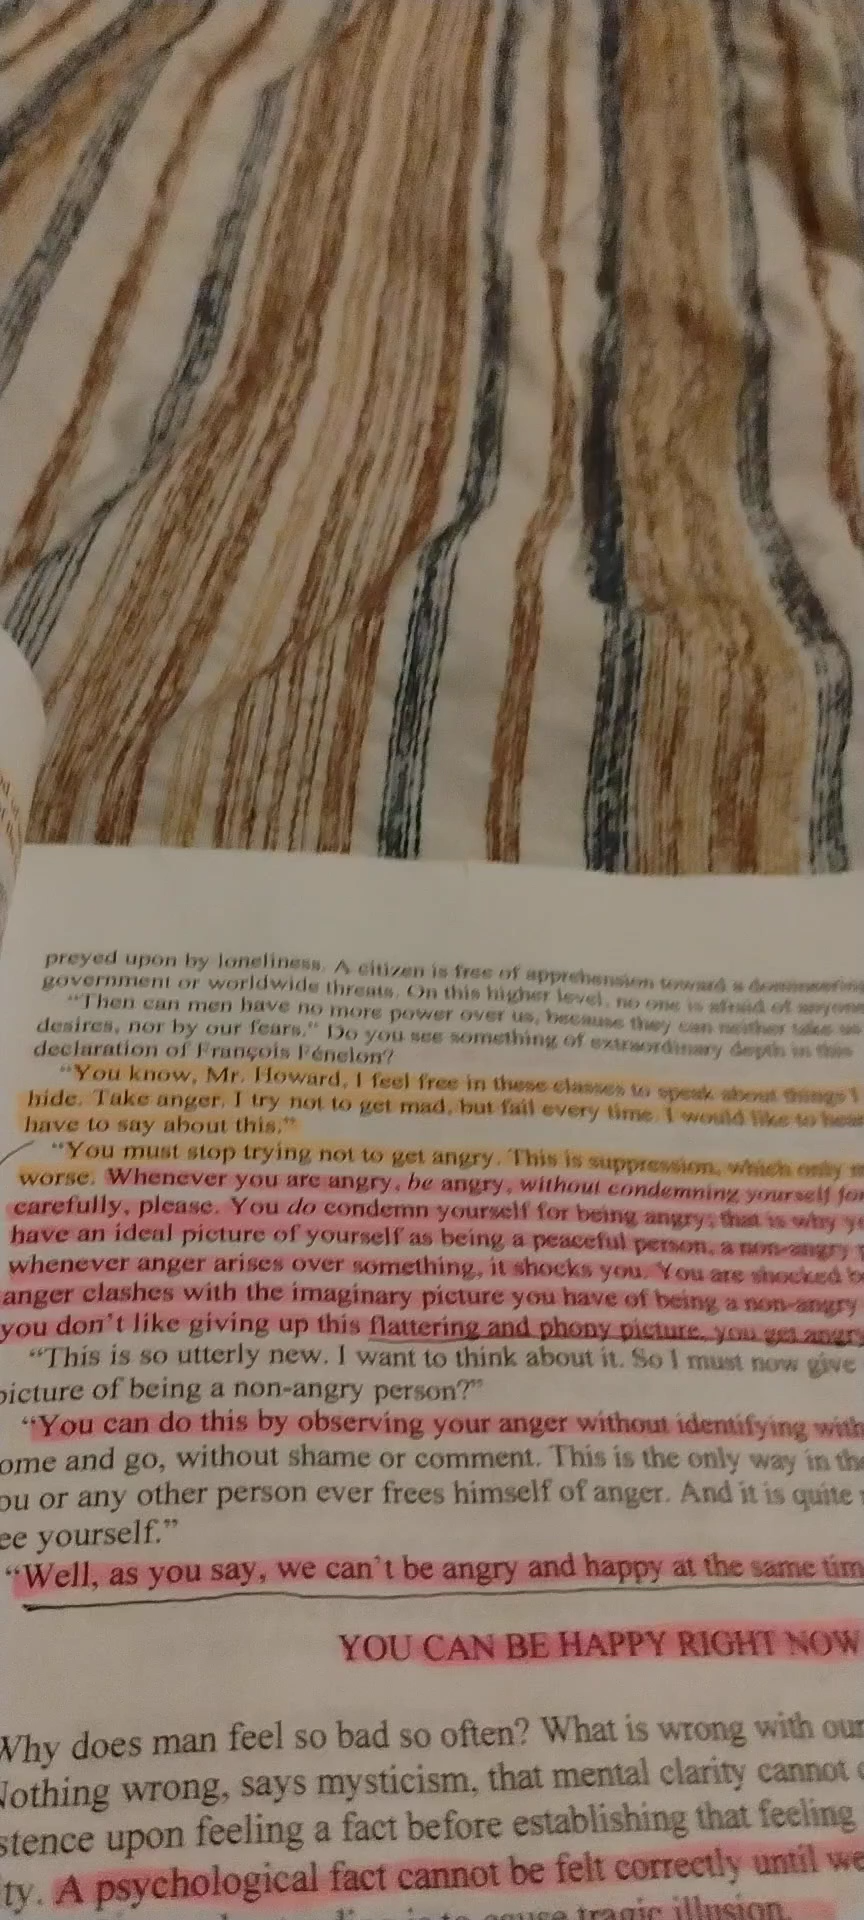 preyed upon by loneliness. A citizen is free of apprehension toward a domineering
government or worldwide threats. On this higher level, no one is afraid of anyone
"Then can men have no more power over us, because they can neither take us
desires, nor by our fears." Do you see something of extraordinary depth in this
declaration of François Fénelon?
"You know, Mr. Howard, I feel free in these classes to speak about things I
hide. Take anger. I try not to get mad, but fail every time. I would like to hear
have to say about this."
"You must stop trying not to get angry. This is suppression, which only
worse. Whenever you are angry, be angry, without condemning yourself for
carefully, please. You do condemn yourself for being angry; that is why
have an ideal picture of yourself as being a peaceful person, a non-angry
whenever anger arises over something, it shocks you. You are shocked
anger clashes with the imaginary picture you have of being a non-angry
you don't like giving up this flattering and phony picture, you get angry
"This is so utterly new. I want to think about it. So I must now give
picture of being a non-angry person?"
"You can do this by observing your anger without identifying with
ome and go, without shame or comment. This is the only way in the
ou or any other person ever frees himself of anger. And it is quite
ee yourself."
"Well, as you say, we can't be angry and happy at the same tim
YOU CAN BE HAPPY RIGHT NOW
Why does man feel so bad so often? What is wrong with our
Nothing wrong, says mysticism, that mental clarity cannot
stence upon feeling a fact before establishing that feeling
ty. A psychological fact cannot be felt correctly until we
tragic illusion.